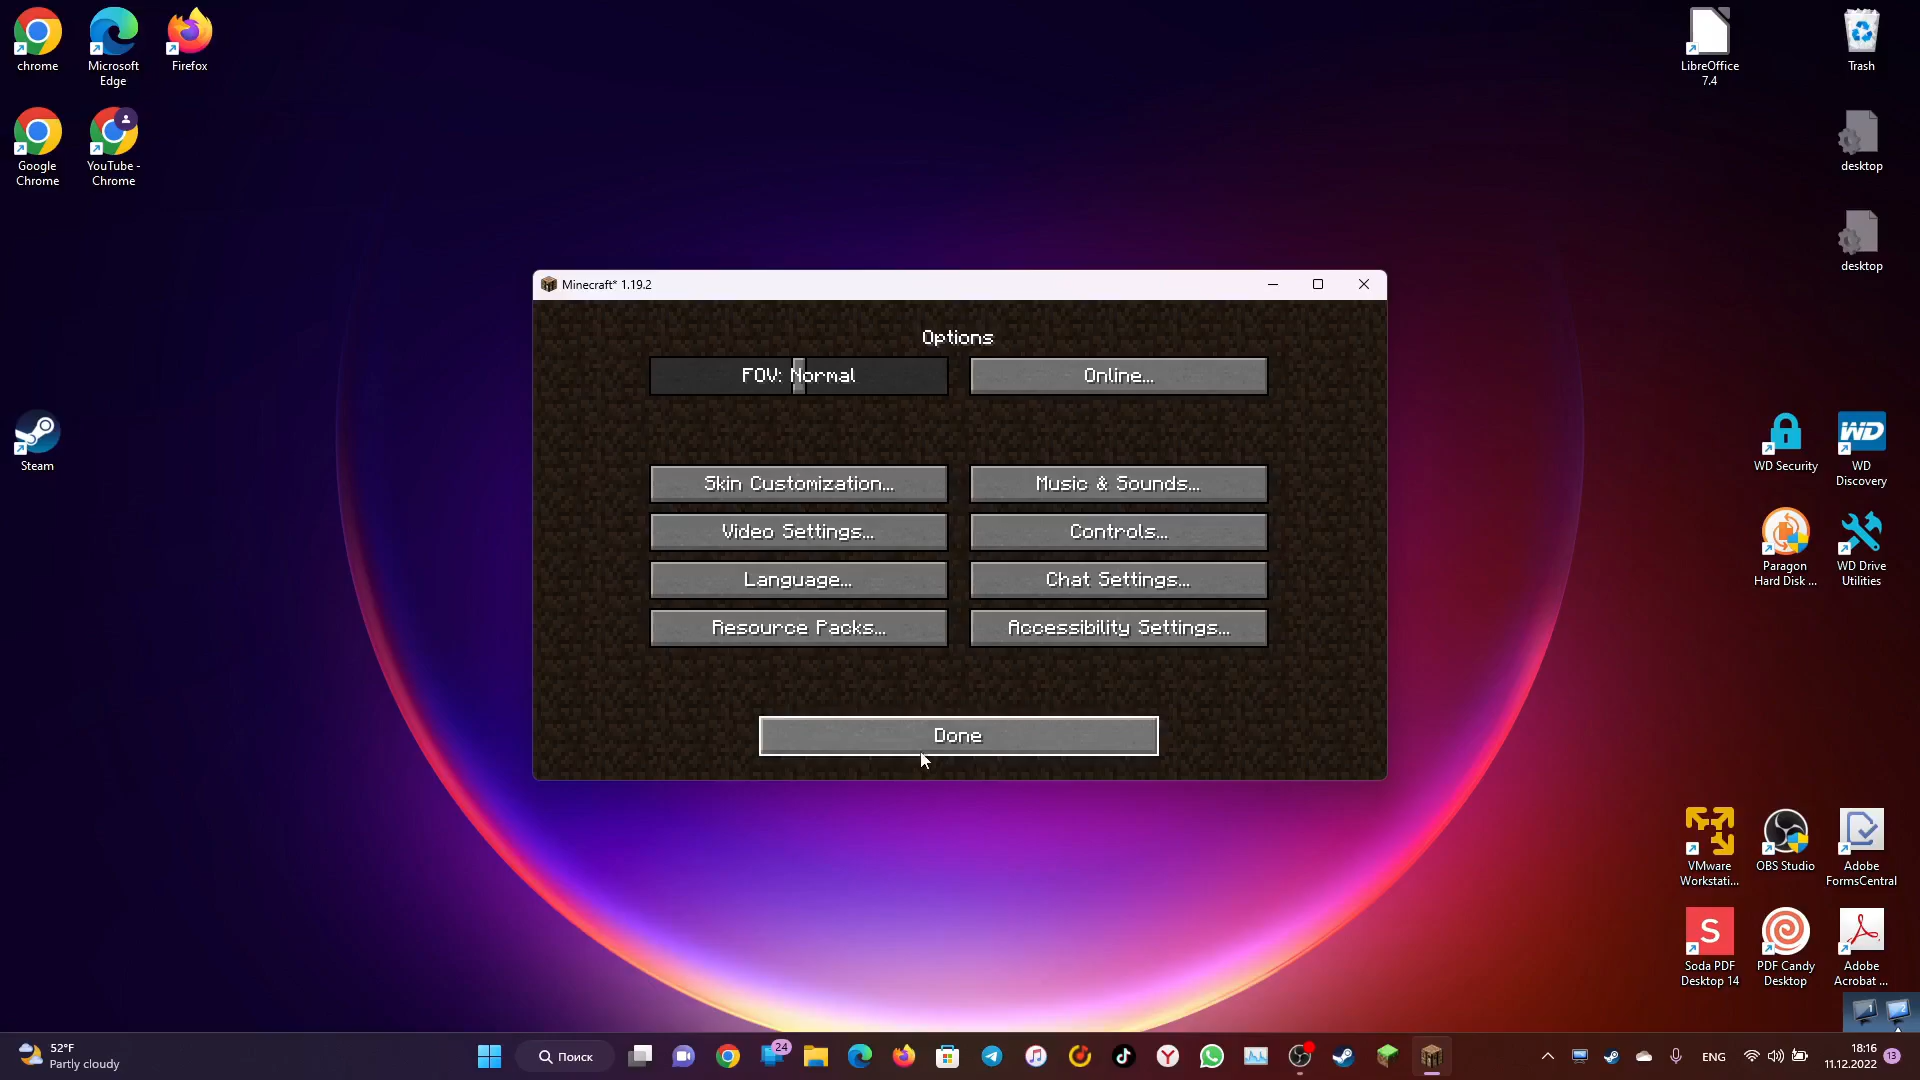 chrome
Microsoft
Edge
Firefox
Google
Chrome
YouTube -
Chrome
Steam
LibreOffice
7.4
Trash
desktop
desktop
WD Security
WD
WD
Discovery
Paragon
Hard Disk ...
WD Drive
Utilities
VMware
Workstati...
OBS Studio
Adobe
FormsCentral
S
Soda PDF
Desktop 14
PDF Candy
Desktop
Adobe
Acrobat ...
Minecraft* 1.19.2
Options
FOV: Normal
Online...
Skin Customization...
Music & Sounds...
Video Settings...
Controls...
Language...
Chat Settings...
Resource Packs...
Accessibility Settings...
Done
1
2
52°F
Partly cloudy
Поиск
24
Y
ENG
18:16
11.12.2022
13